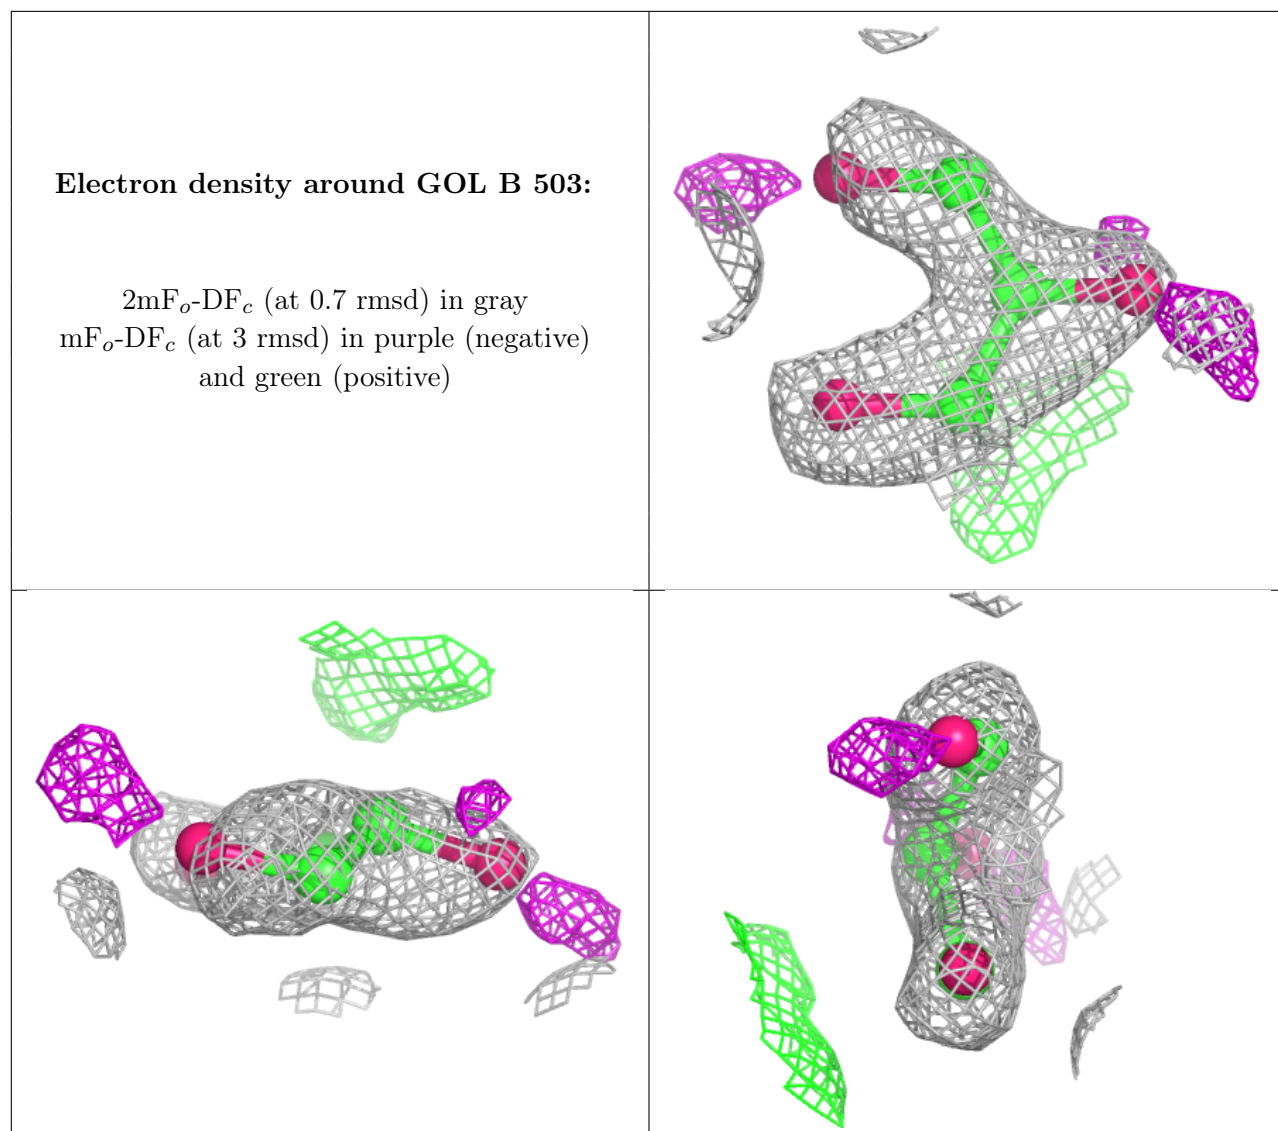 Electron density around GOL B 503:
2mFₒ-DF𝒸 (at 0.7 rmsd) in gray
mFₒ-DF𝒸 (at 3 rmsd) in purple (negative)
and green (positive)